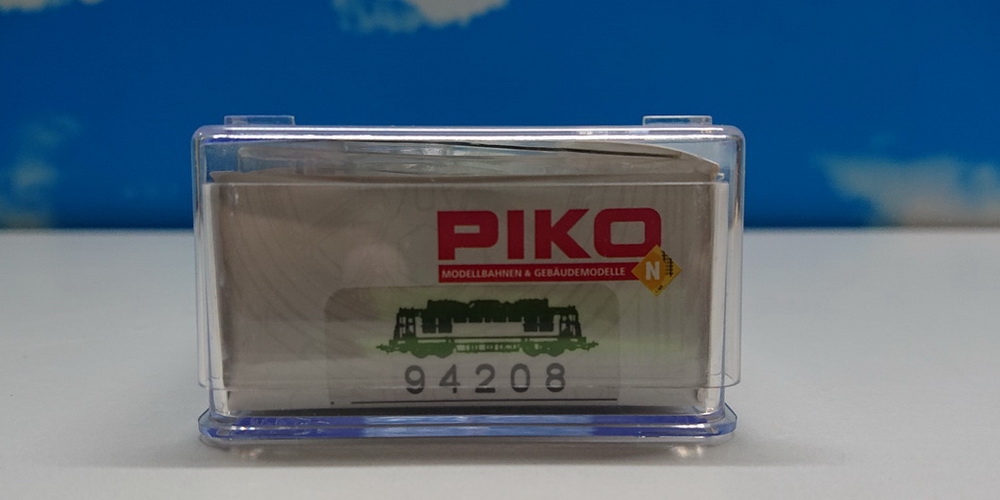 PIKO
MODELLBAHNEN & GEBÄUDEMODELLE
N
94208